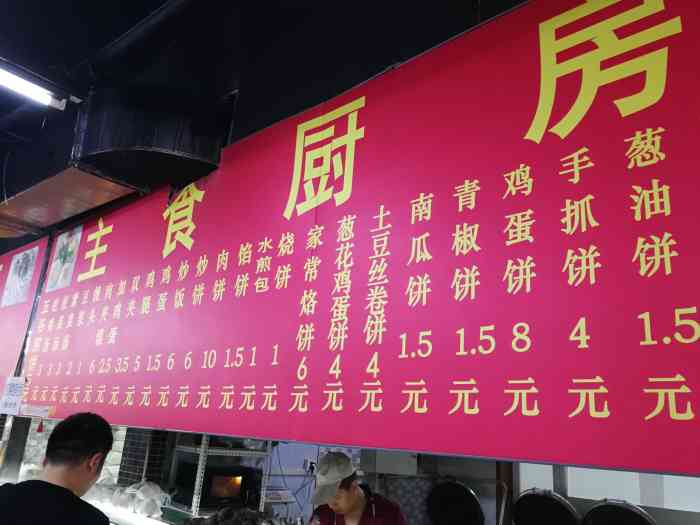 主食厨房
葱油饼 1.5元
手抓饼 4元
鸡蛋饼 8元
青椒饼 1.5元
南瓜饼 1.5元
土豆丝卷饼 4元
葱花鸡蛋饼 4元
家常烙饼 6元
烧饼 1元
水煎包 1元
馅饼 1.5元
肉饼 10元
炒饼 6元
炒饭 6元
鸡蛋 1.5元
鸡腿 5元